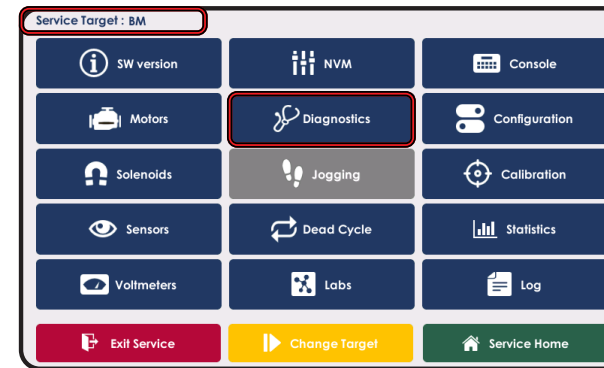 Service Target : BM
SW version
NVM
Console
Motors
Diagnostics
Configuration
Solenoids
Jogging
Calibration
Sensors
Dead Cycle
Statistics
Voltmeters
Labs
Log
Exit Service
Change Target
Service Home